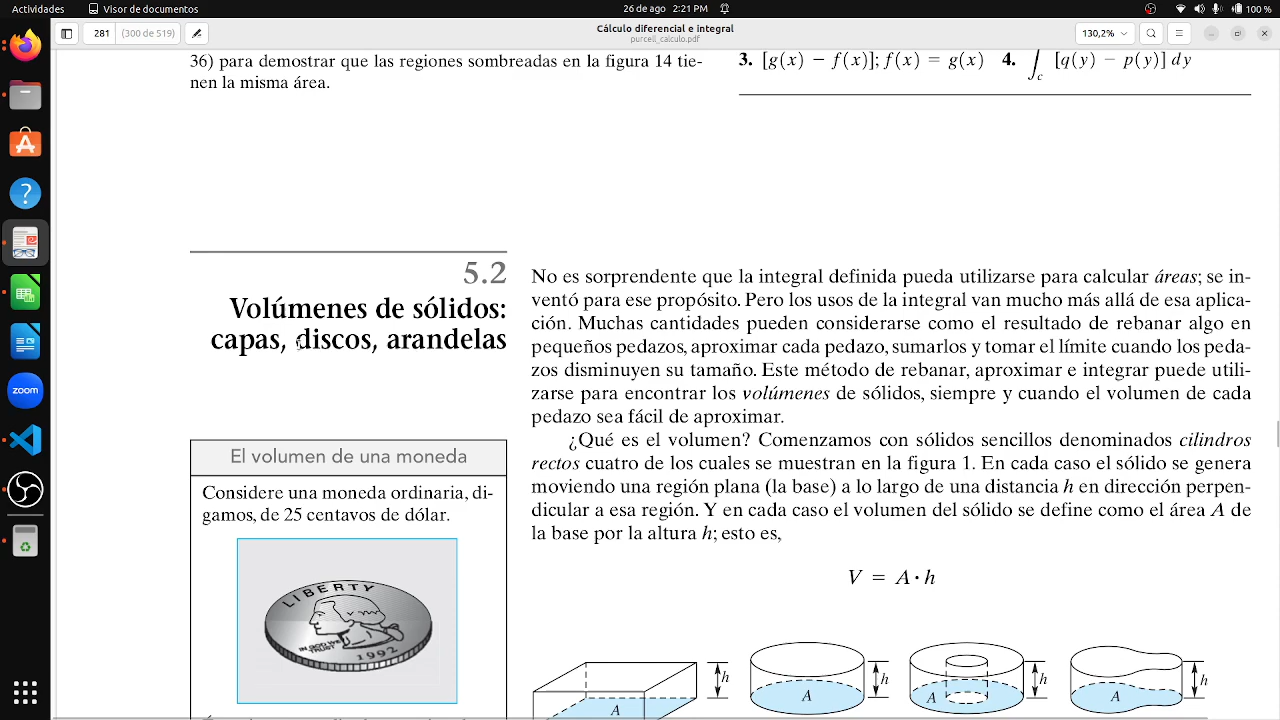 Actividades
Visor de documentos
26 de ago 2:21 PM
100 %
281
(300 de 519)
Cálculo diferencial e integral
purcell_calculo.pdf
130,2%
36) para demostrar que las regiones sombreadas en la figura 14 tie-
nen la misma área.
3. [g(x) − f(x)]; f(x) = g(x) 4. ∫c [q(y) − p(y)] dy
5.2
Volúmenes de sólidos:
capas, discos, arandelas
No es sorprendente que la integral definida pueda utilizarse para calcular áreas; se in-
ventó para ese propósito. Pero los usos de la integral van mucho más allá de esa aplica-
ción. Muchas cantidades pueden considerarse como el resultado de rebanar algo en
pequeños pedazos, aproximar cada pedazo, sumarlos y tomar el límite cuando los peda-
zos disminuyen su tamaño. Este método de rebanar, aproximar e integrar puede utili-
zarse para encontrar los volúmenes de sólidos, siempre y cuando el volumen de cada
pedazo sea fácil de aproximar.
¿Qué es el volumen? Comenzamos con sólidos sencillos denominados cilindros
rectos cuatro de los cuales se muestran en la figura 1. En cada caso el sólido se genera
moviendo una región plana (la base) a lo largo de una distancia h en dirección perpen-
dicular a esa región. Y en cada caso el volumen del sólido se define como el área A de
la base por la altura h; esto es,
V = A · h
El volumen de una moneda
Considere una moneda ordinaria, di-
gamos, de 25 centavos de dólar.
LIBERTY
IN GOD WE
TRUST
1992
h
h
h
h
A
A
A
A
zoom